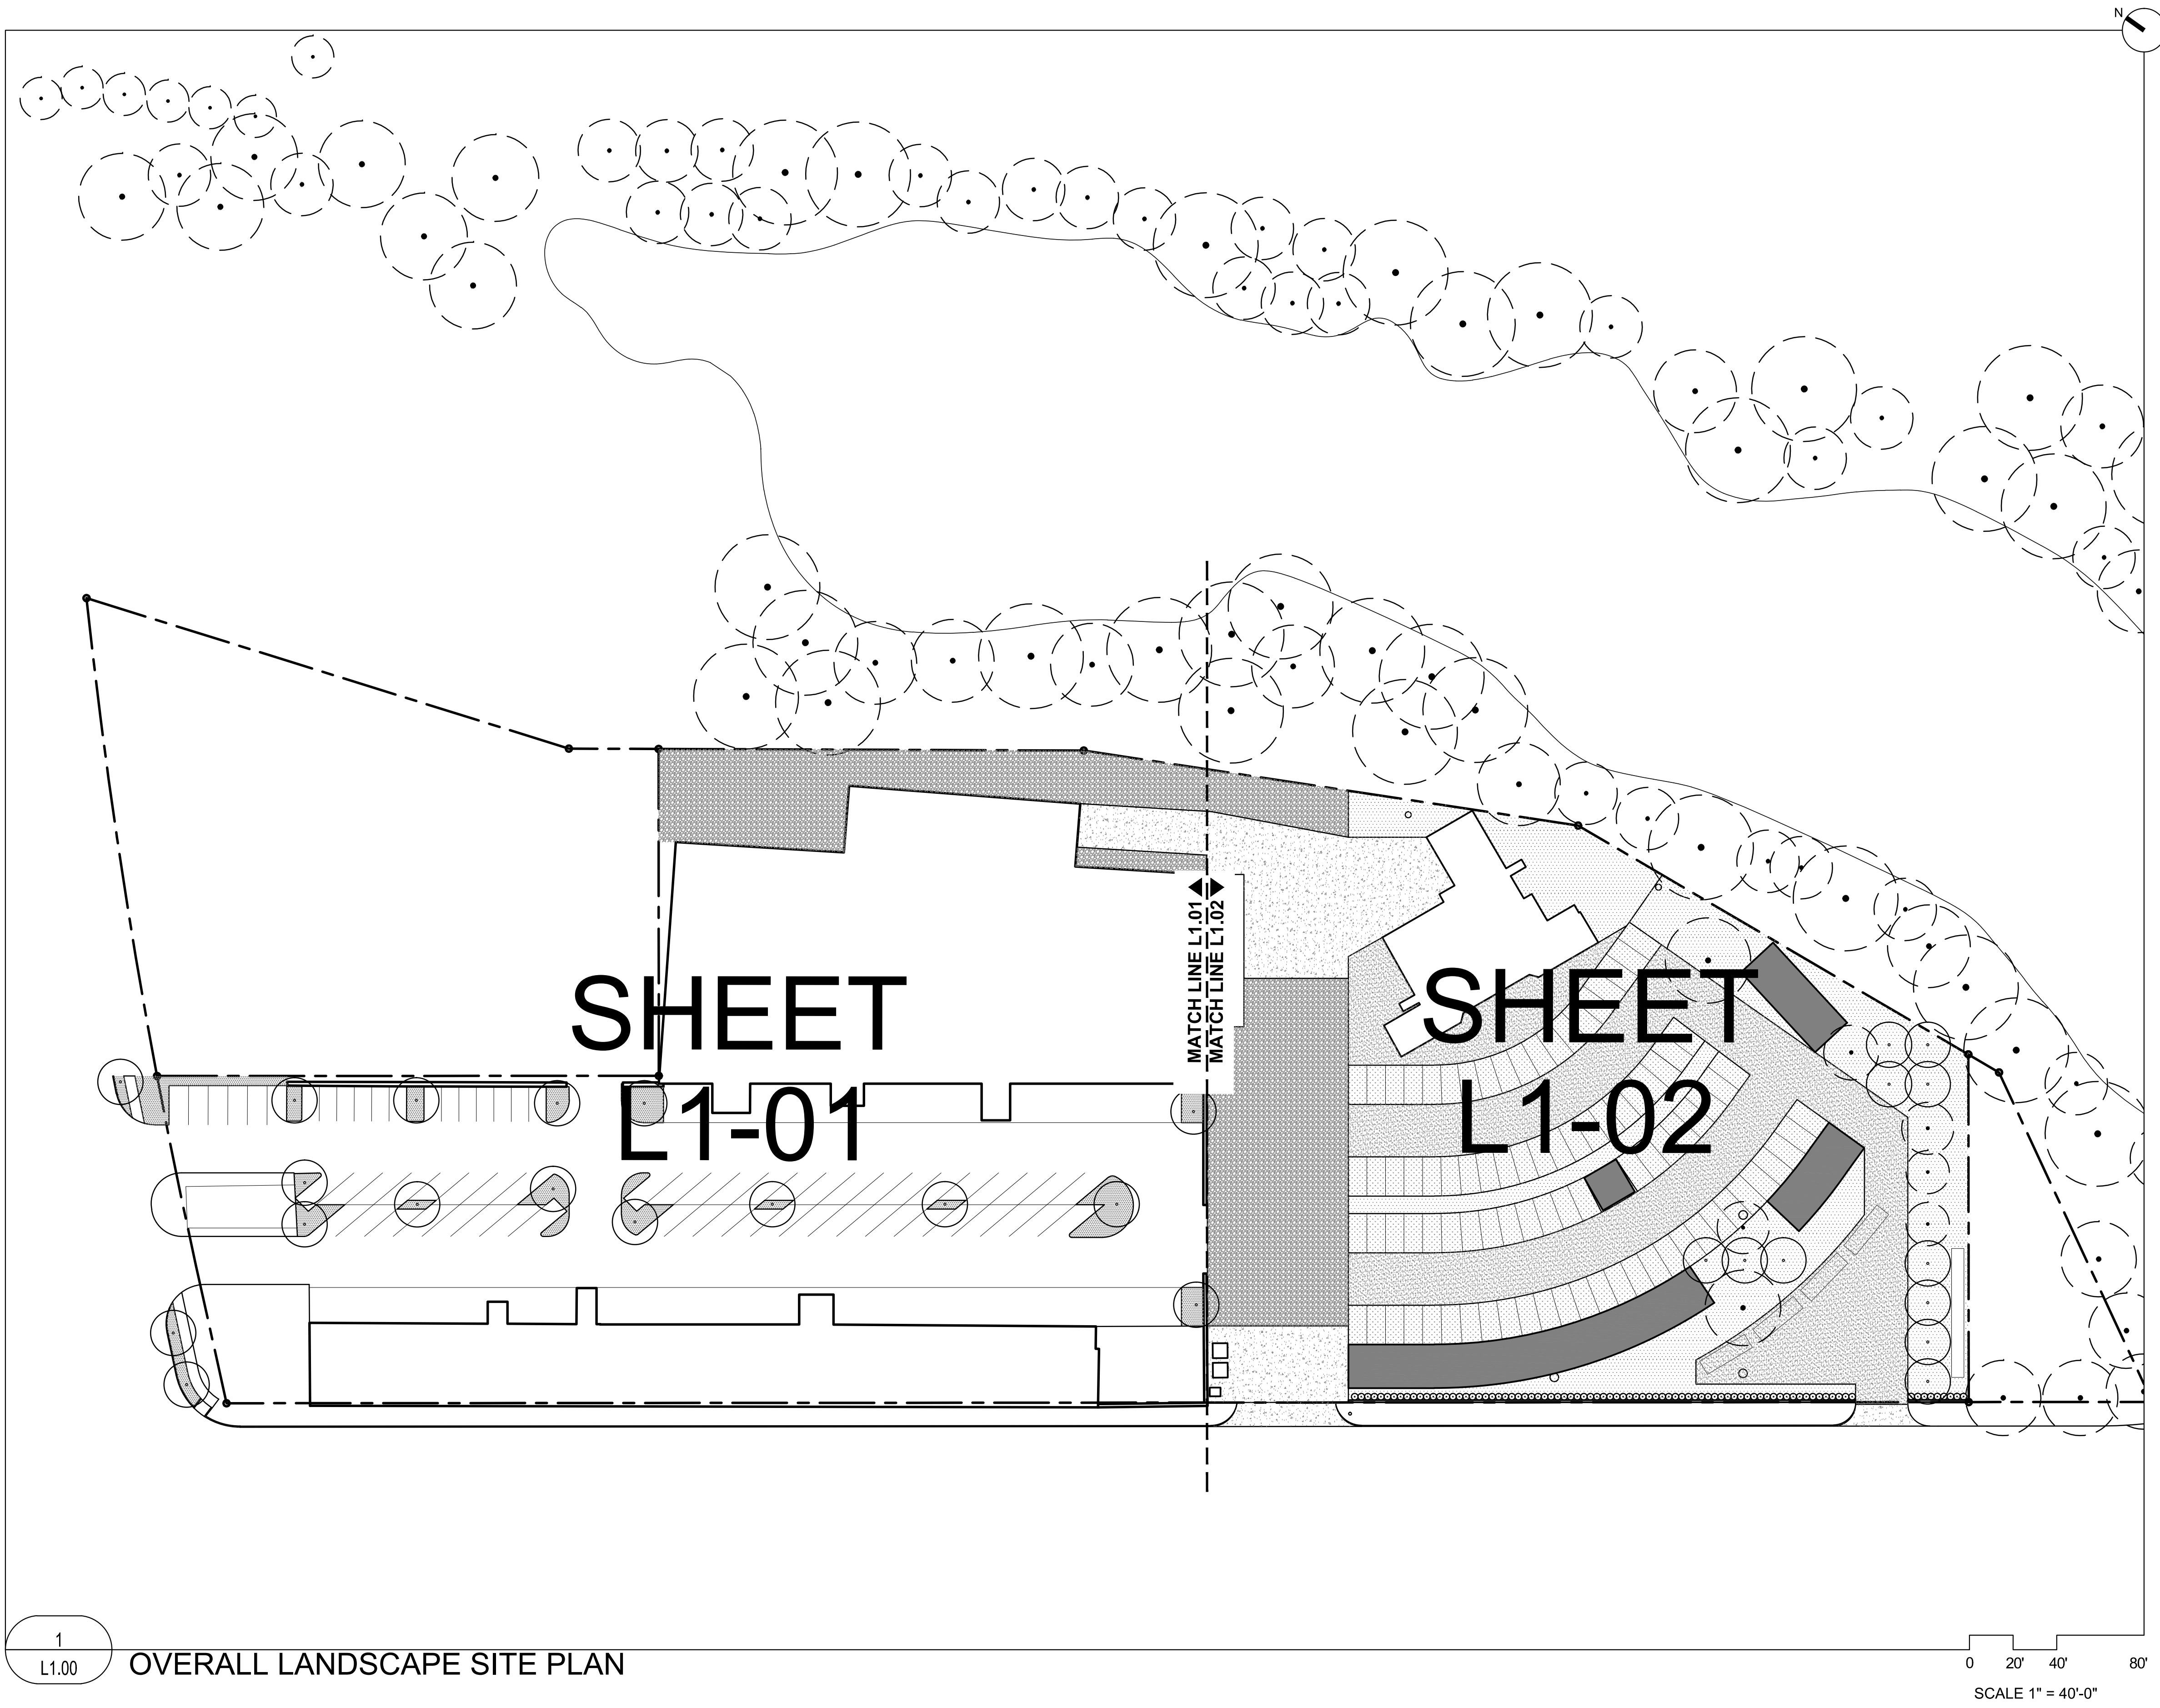 N
MATCH LINE L1.01
MATCH LINE L1.02
SHEET
L1-01
SHEET
L1-02
1
L1.00
OVERALL LANDSCAPE SITE PLAN
0 20' 40' 80'
SCALE 1" = 40'-0"